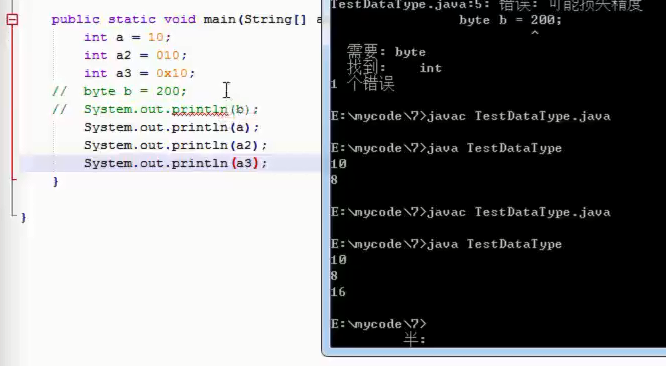 public static void main(String[] a
int a = 10;
int a2 = 010;
int a3 = 0x10;
// byte b = 200;
// System.out.println(b);
System.out.println(a);
System.out.println(a2);
System.out.println(a3);
}
}
TestDataType.java:5: 错误: 可能损失精度
byte b = 200;
^
需要: byte
找到: int
1 个错误
E:\mycode\7>javac TestDataType.java
E:\mycode\7>java TestDataType
10
8
E:\mycode\7>javac TestDataType.java
E:\mycode\7>java TestDataType
10
8
16
E:\mycode\7>
半: